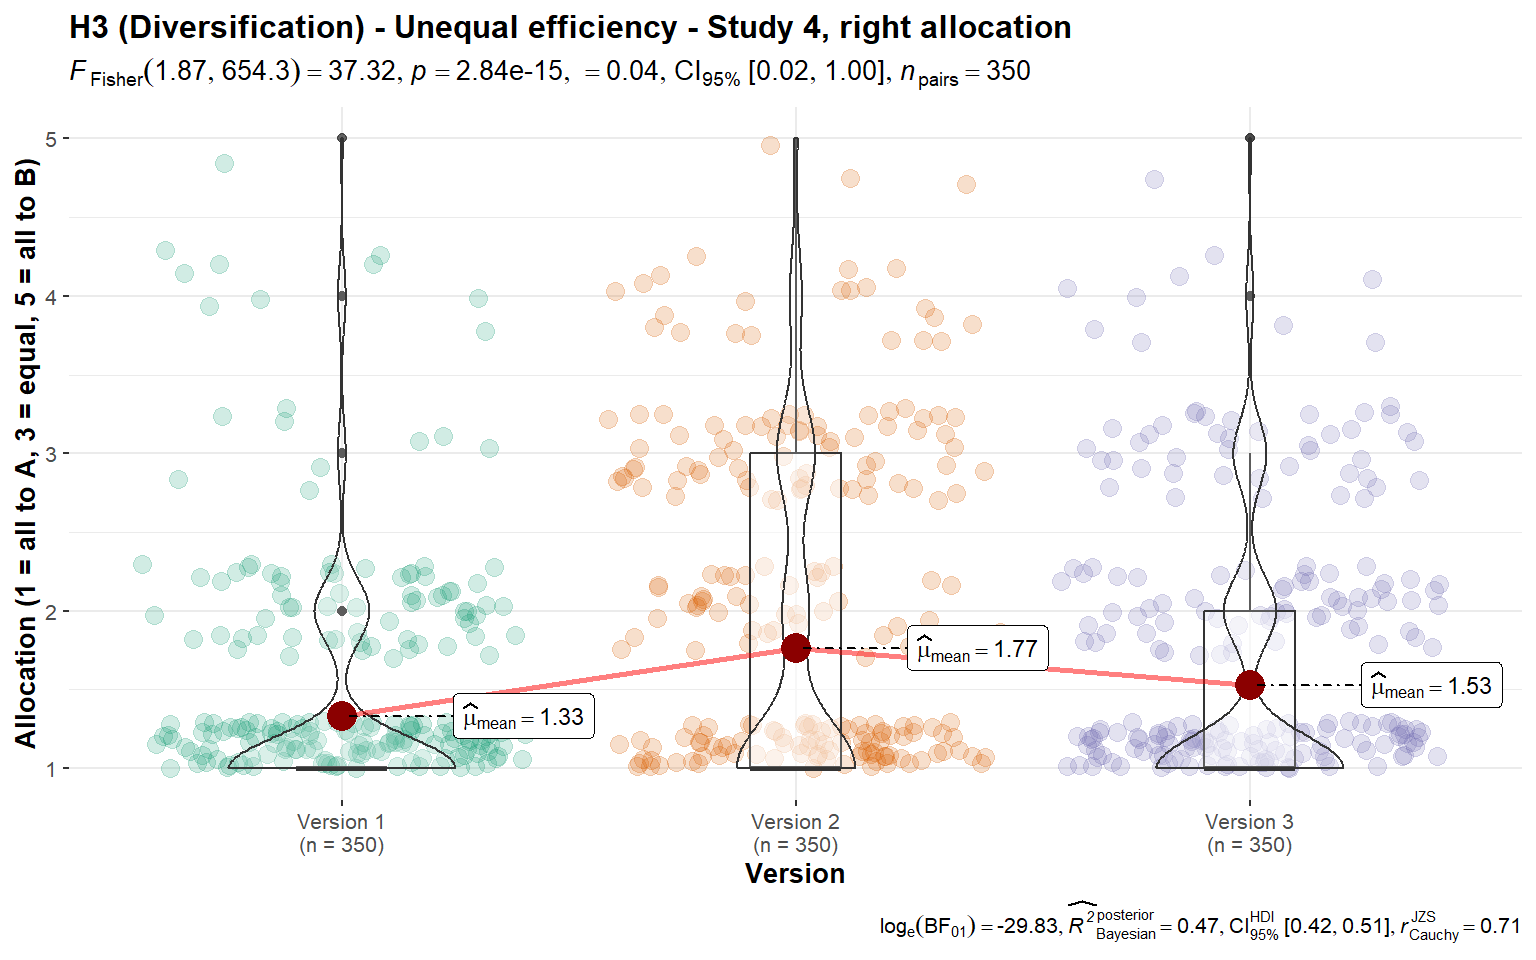 H3 (Diversification) - Unequal efficiency - Study 4, right allocation
F Fisher(1.87, 654.3) = 37.32, p = 2.84e-15, = 0.04, CI95% [0.02, 1.00], npairs = 350
Allocation (1 = all to A, 3 = equal, 5 = all to B)
5
4
3
2
1
μ̂mean = 1.33
μ̂mean = 1.77
μ̂mean = 1.53
Version 1
(n = 350)
Version 2
(n = 350)
Version 3
(n = 350)
Version
loge(BF01) = -29.83, R̂² posterior Bayesian = 0.47, CI HDI 95% [0.42, 0.51], r JZS Cauchy = 0.71